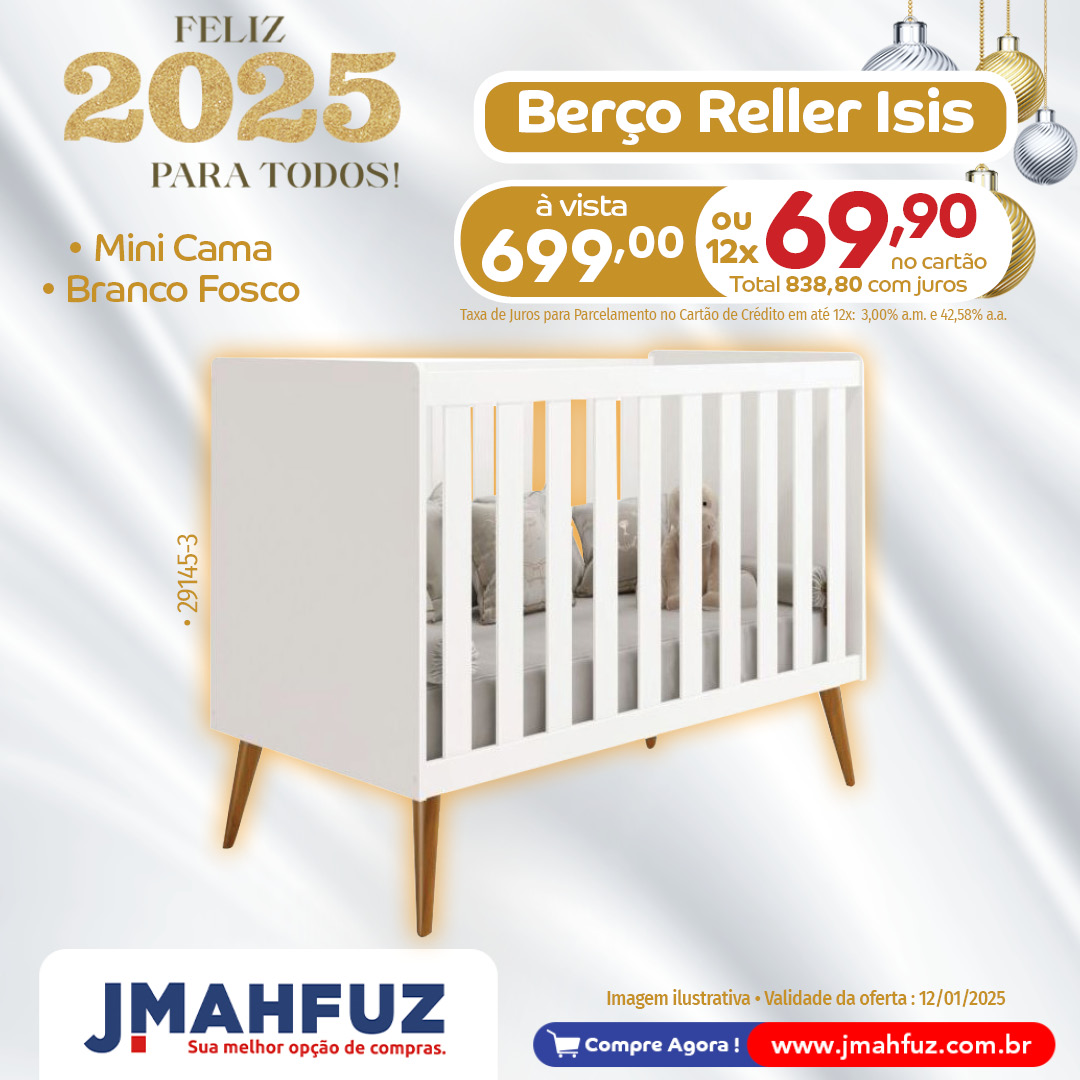 FELIZ
2025
PARA TODOS!
Berço Reller Isis
• Mini Cama
• Branco Fosco
à vista
699,00
ou
12x
69,90
no cartão
Total 838,80 com juros
Taxa de Juros para Parcelamento no Cartão de Crédito em até 12x: 3,00% a.m. e 42,58% a.a.
• 29145-3
JMAHFUZ
Sua melhor opção de compras.
Imagem ilustrativa • Validade da oferta : 12/01/2025
Compre Agora !
www.jmahfuz.com.br